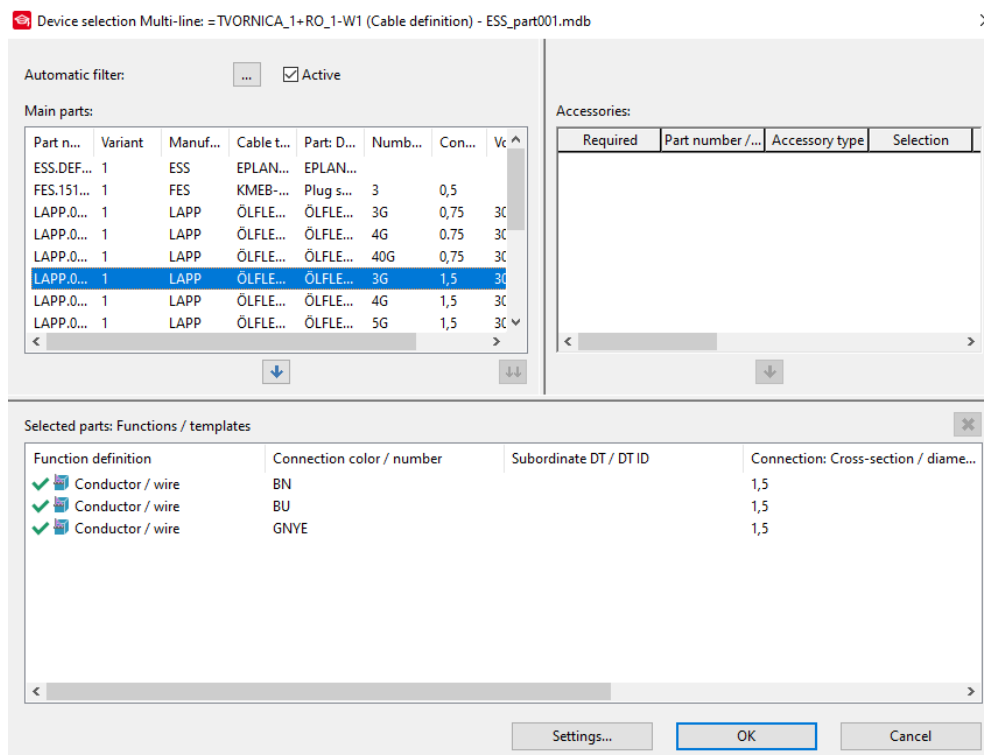 Device selection Multi-line: =TVORNICA_1+RO_1-W1 (Cable definition) - ESS_part001.mdb
Automatic filter: ... Active
Main parts:
Part n... Variant Manuf... Cable t... Part: D... Numb... Con... Vo
ESS.DEF... 1 ESS EPLAN... EPLAN...
FES.151... 1 FES KMEB-... Plug s... 3 0,5
LAPP.0... 1 LAPP ÖLFLE... ÖLFLE... 3G 0,75 30
LAPP.0... 1 LAPP ÖLFLE... ÖLFLE... 4G 0.75 30
LAPP.0... 1 LAPP ÖLFLE... ÖLFLE... 40G 0,75 30
LAPP.0... 1 LAPP ÖLFLE... ÖLFLE... 3G 1,5 30
LAPP.0... 1 LAPP ÖLFLE... ÖLFLE... 4G 1,5 30
LAPP.0... 1 LAPP ÖLFLE... ÖLFLE... 5G 1,5 30
Accessories:
Required Part number /... Accessory type Selection
Selected parts: Functions / templates
Function definition Connection color / number Subordinate DT / DT ID Connection: Cross-section / diame...
Conductor / wire BN 1,5
Conductor / wire BU 1,5
Conductor / wire GNYE 1,5
Settings... OK Cancel